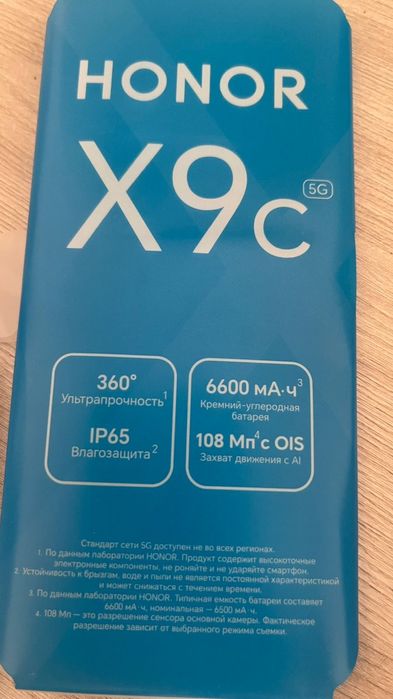 HONOR
X9c 5G
360°
Ультрапрочность¹
IP65
Влагозащита²
6600 мА·ч³
Кремний-углеродная
батарея
108 Мп⁴ с OIS
Захват движения с AI
Стандарт сети 5G доступен не во всех регионах.
1. По данным лаборатории HONOR. Продукт содержит высокоточные
электронные компоненты, не роняйте и не ударяйте смартфон.
2. Устойчивость к брызгам, воде и пыли не является постоянной характеристикой
и может снижаться с течением времени.
3. По данным лаборатории HONOR. Типичная емкость батареи составляет
6600 мА·ч, номинальная — 6500 мА·ч.
4. 108 Мп — это разрешение сенсора основной камеры. Фактическое
разрешение зависит от выбранного режима съемки.